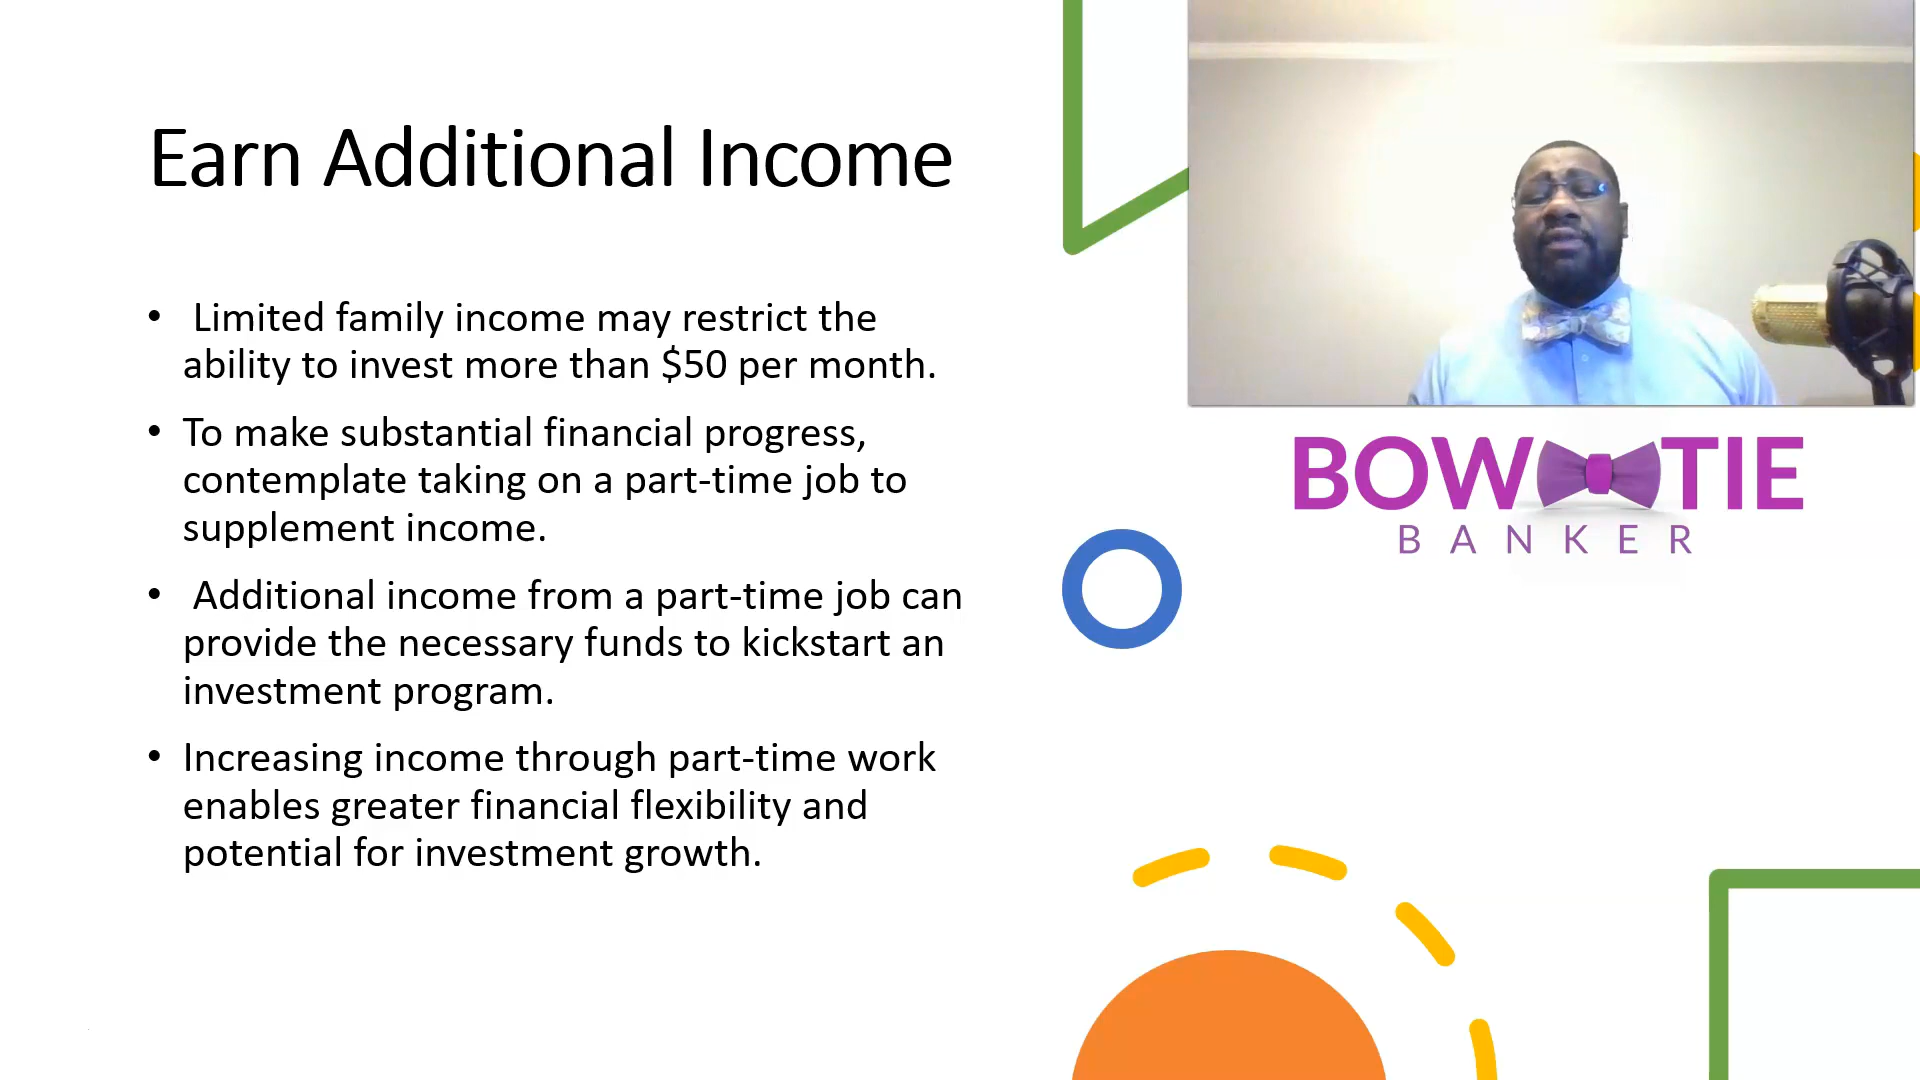 Earn Additional Income
• Limited family income may restrict the
ability to invest more than $50 per month.
• To make substantial financial progress,
contemplate taking on a part-time job to
supplement income.
• Additional income from a part-time job can
provide the necessary funds to kickstart an
investment program.
• Increasing income through part-time work
enables greater financial flexibility and
potential for investment growth.
BOW TIE
BANKER